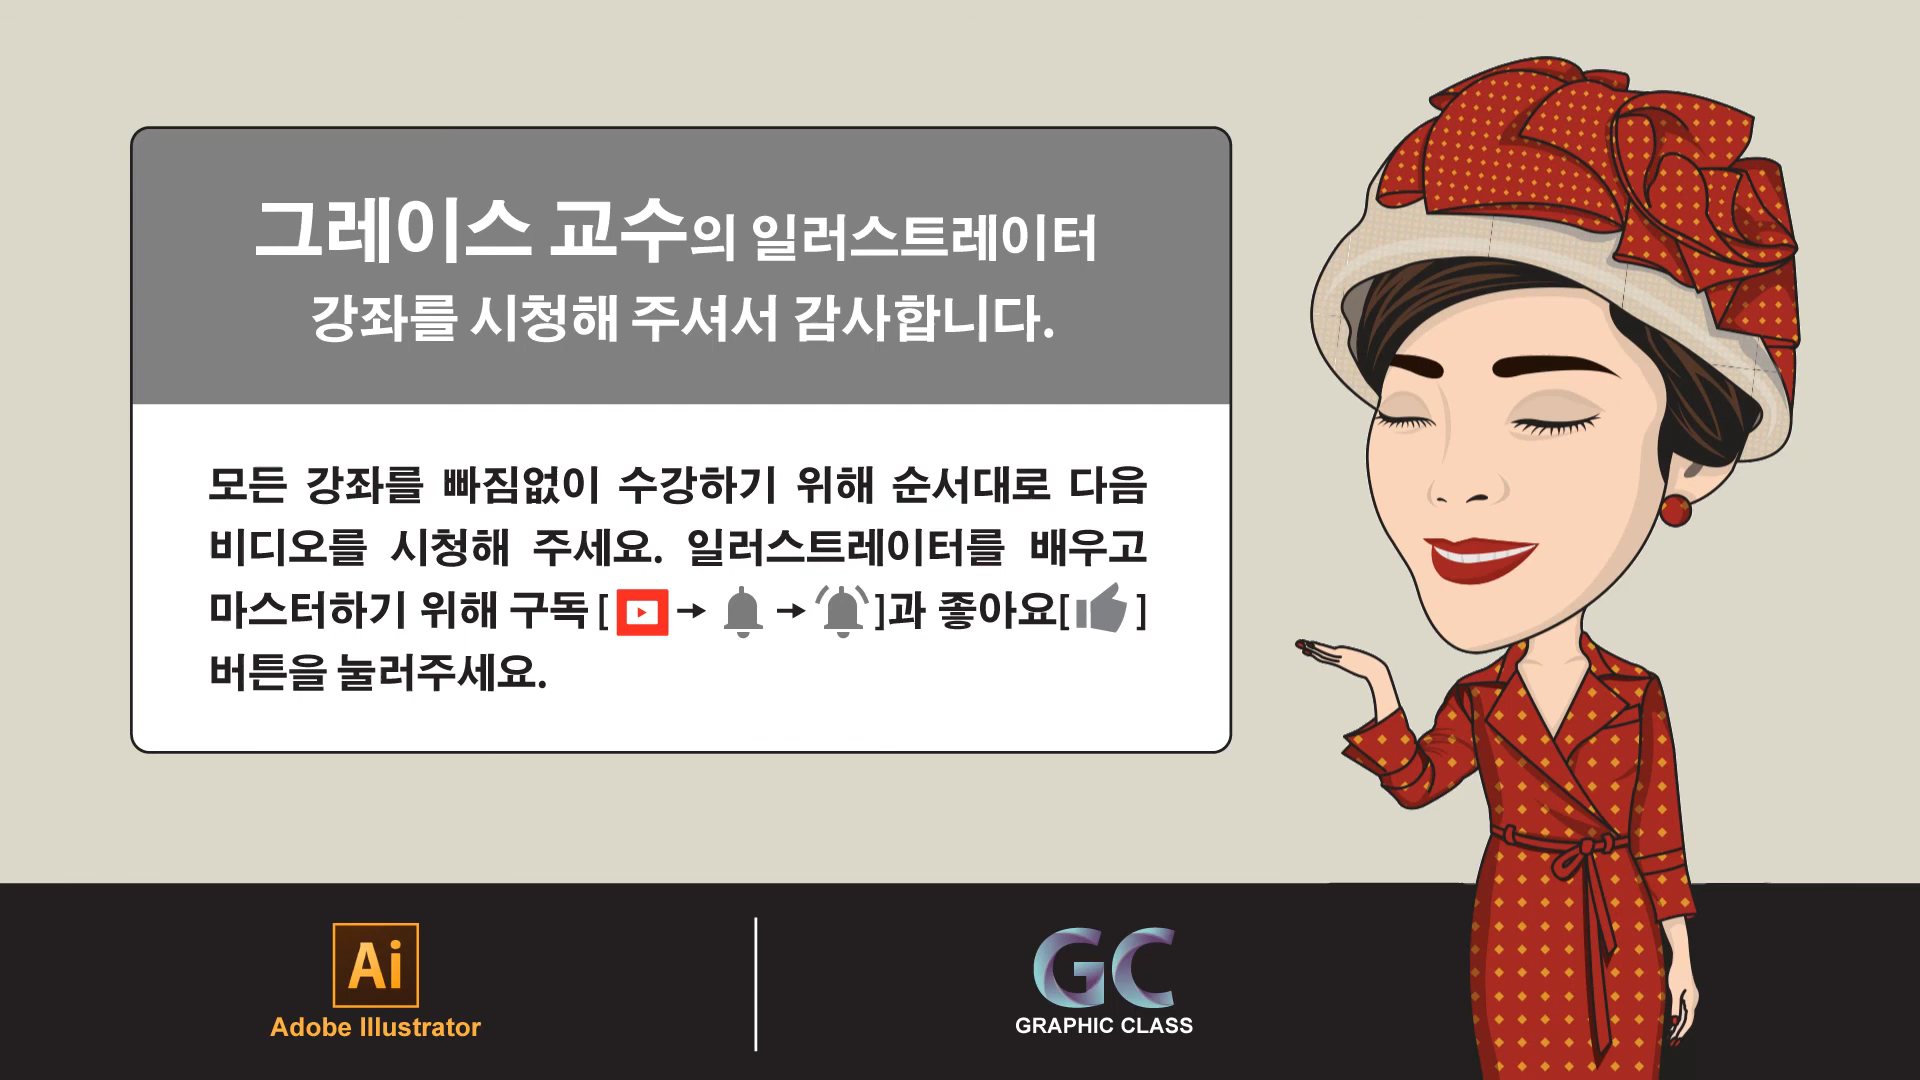 그레이스 교수의 일러스트레이터
강좌를 시청해 주셔서 감사합니다.
모든 강좌를 빠짐없이 수강하기 위해 순서대로 다음
비디오를 시청해 주세요. 일러스트레이터를 배우고
마스터하기 위해 구독[→→]과 좋아요[]
버튼을 눌러주세요.
Ai
Adobe Illustrator
GC
GRAPHIC CLASS